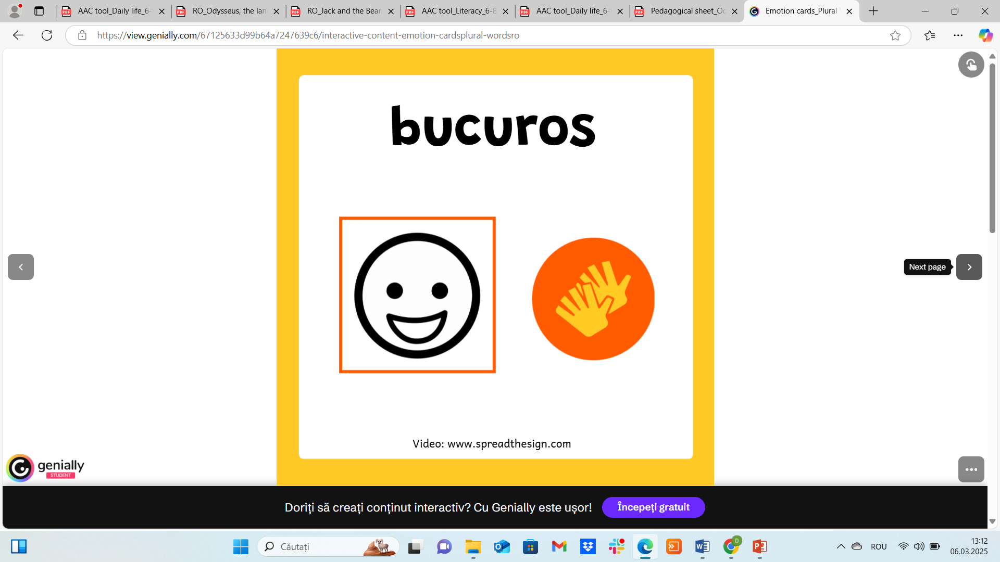 AAC tool_Daily life_6-
RO_Odysseus, the lan
RO_Jack and the Bean
AAC tool_Literacy_6-8
AAC tool_Daily life_6-
Pedagogical sheet_Oc
Emotion cards_Plural
https://view.genially.com/67125633d99b64a7247639c6/interactive-content-emotion-cardsplural-wordsro
bucuros
Next page
Video: www.spreadthesign.com
genially
STUDENT
Doriți să creați conținut interactiv? Cu Genially este ușor!
Începeți gratuit
Căutați
ROU
13:12
06.03.2025